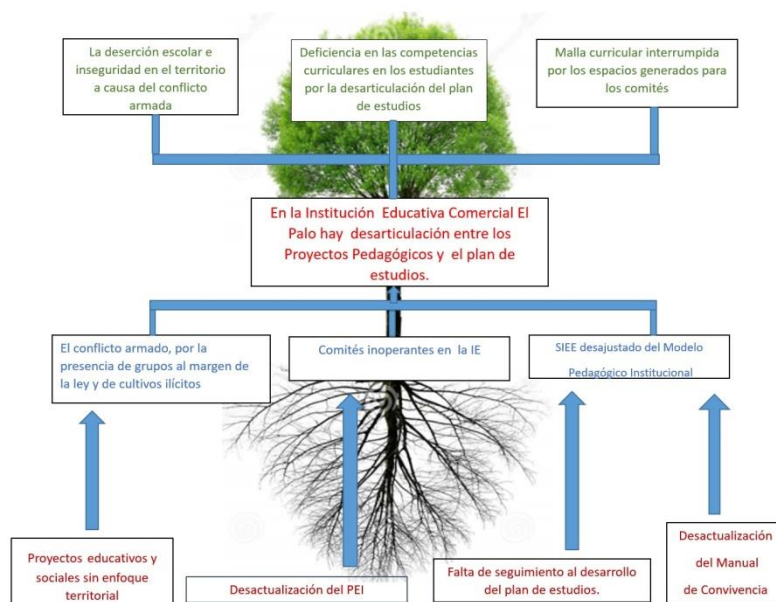 La deserción escolar e
inseguridad en el territorio
a causa del conflicto
armada
Deficiencia en las competencias
curriculares en los estudiantes
por la desarticulación del plan
de estudios
Malla curricular interrumpida
por los espacios generados para
los comités
En la Institución Educativa Comercial El
Palo hay desarticulación entre los
Proyectos Pedagógicos y el plan de
estudios.
El conflicto armado, por la
presencia de grupos al margen de
la ley y de cultivos ilícitos
Comités inoperantes en la IE
SIEE desajustado del Modelo
Pedagógico Institucional
Proyectos educativos y
sociales sin enfoque
territorial
Desactualización del PEI
Falta de seguimiento al desarrollo
del plan de estudios.
Desactualización
del Manual
de Convivencia